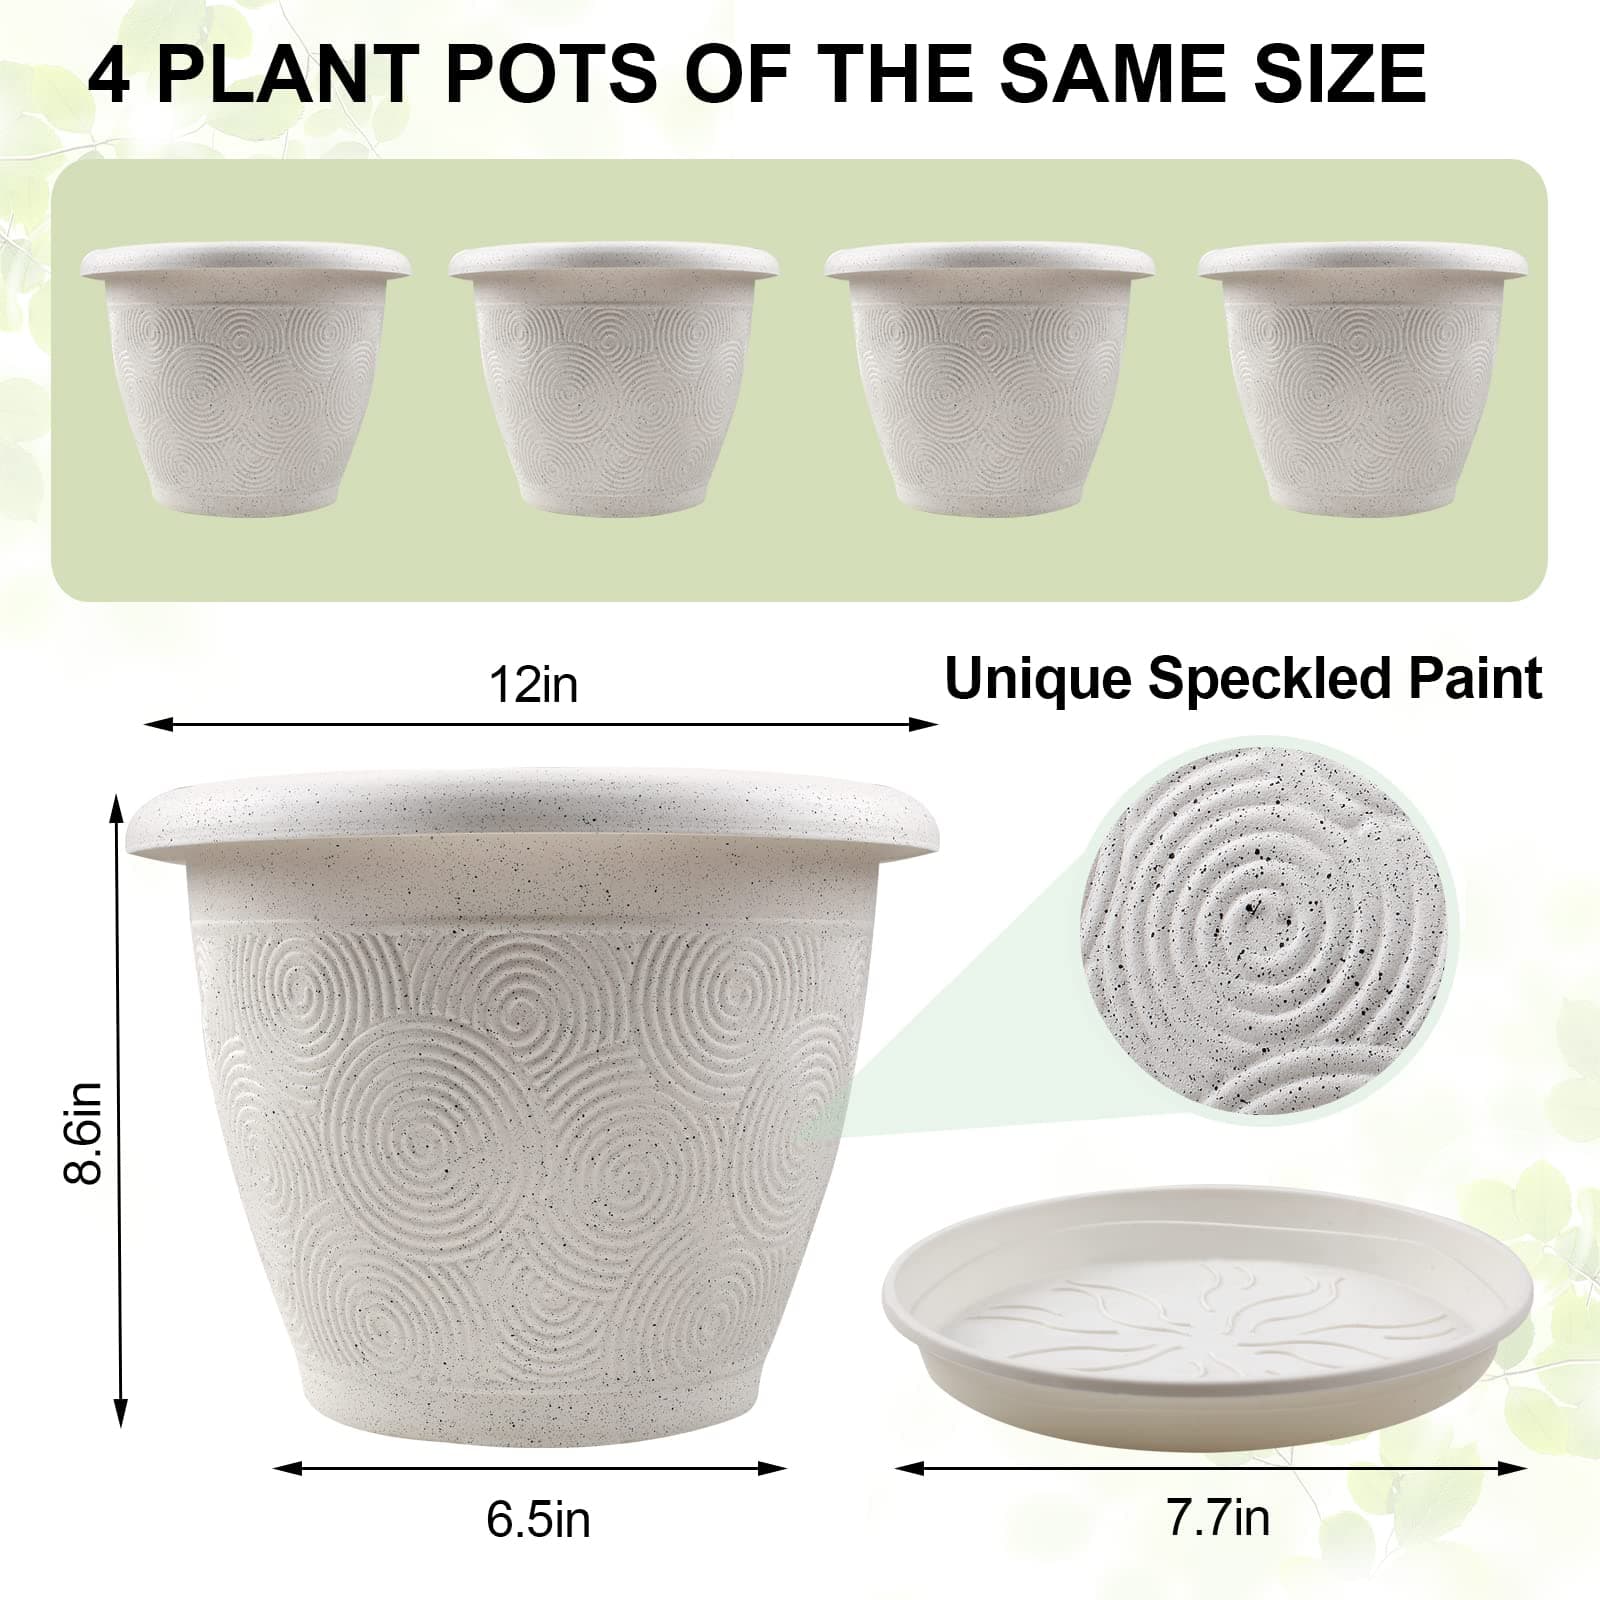 4 PLANT POTS OF THE SAME SIZE
12in
Unique Speckled Paint
8.6in
6.5in
7.7in